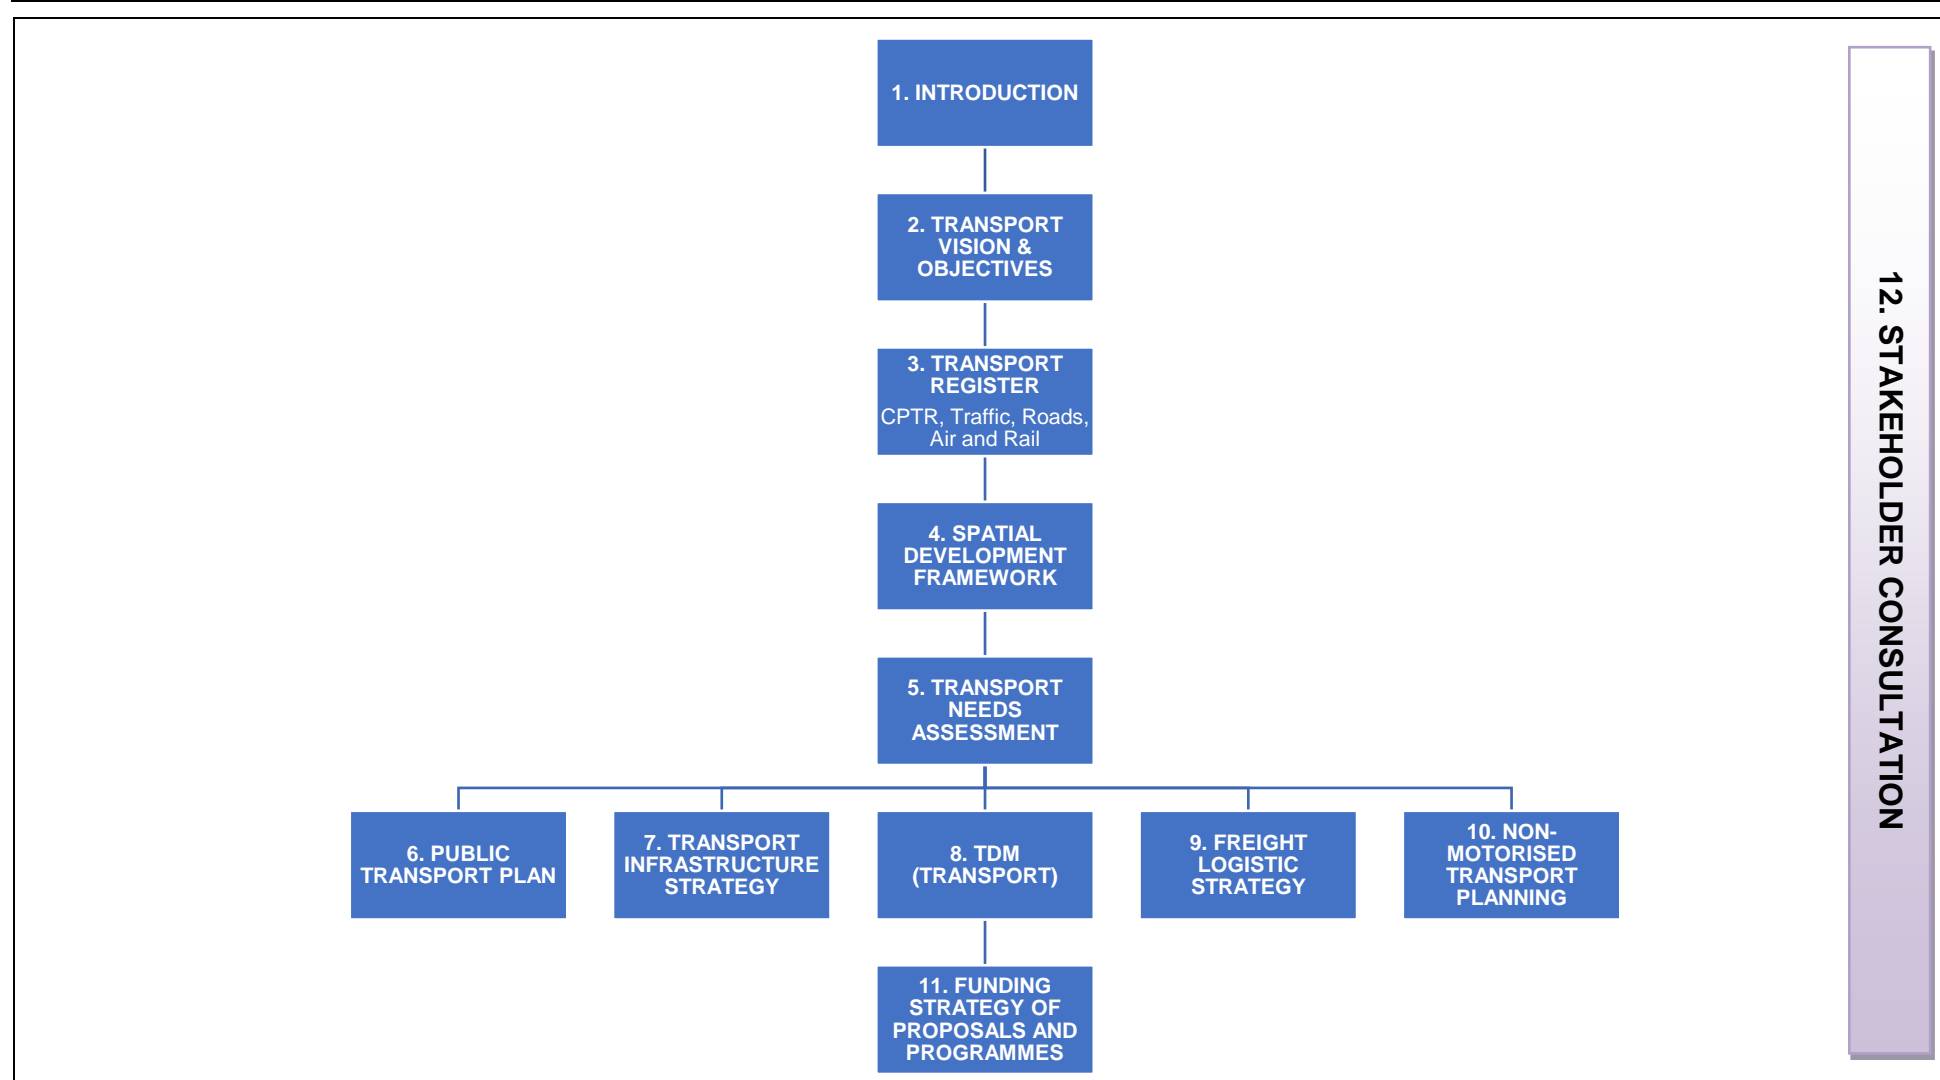 1. INTRODUCTION
2. TRANSPORT
VISION &
OBJECTIVES
3. TRANSPORT
REGISTER
CPTR, Traffic, Roads,
Air and Rail
4. SPATIAL
DEVELOPMENT
FRAMEWORK
5. TRANSPORT
NEEDS
ASSESSMENT
6. PUBLIC
TRANSPORT PLAN
7. TRANSPORT
INFRASTRUCTURE
STRATEGY
8. TDM
(TRANSPORT)
9. FREIGHT
LOGISTIC
STRATEGY
10. NON-
MOTORISED
TRANSPORT
PLANNING
11. FUNDING
STRATEGY OF
PROPOSALS AND
PROGRAMMES
12. STAKEHOLDER CONSULTATION